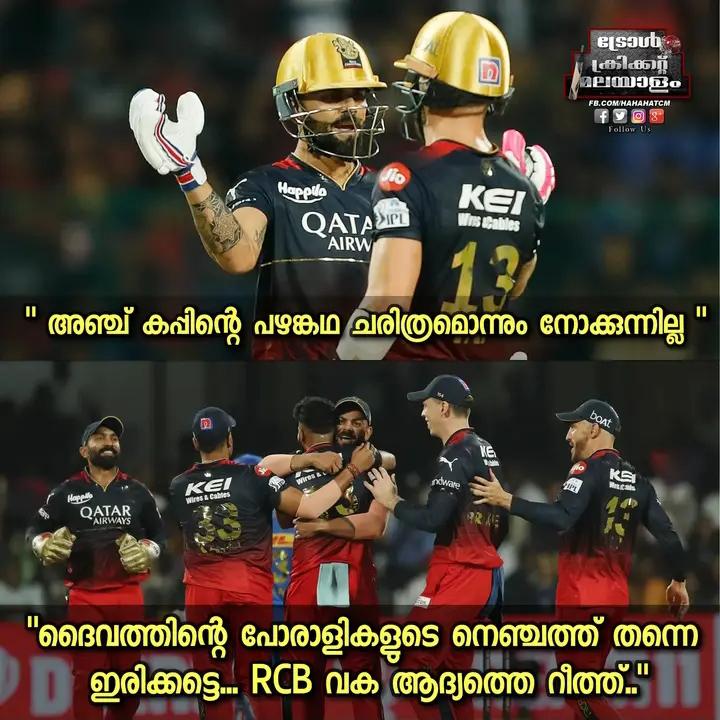 ട്രോൾ
ക്രിക്കറ്റ്
മലയാളം
FB.COM/HAHAHATCM
Follow Us
Happilo
QATA
AIRW
Jio
IPL
KEI
Wires & Cables
13
" അഞ്ച് കപ്പിന്റെ പഴങ്കഥ ചരിത്രമൊന്നും നോക്കുന്നില്ല "
Happilo
QATAR
AIRWAYS
KEI
Wires & Cables
33
KEI
boAt
KEI
13
"ദൈവത്തിന്റെ പോരാളികളുടെ നെഞ്ചത്ത് തന്നെ
ഇരിക്കട്ടെ... RCB വക ആദ്യത്തെ റീത്ത്.."